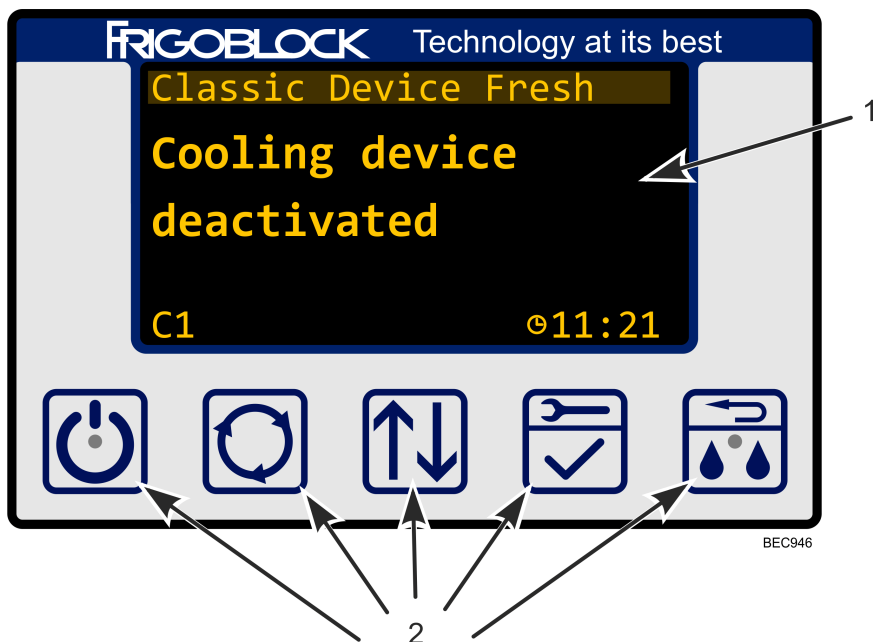 FRIGOBLOCK Technology at its best
Classic Device Fresh
1
Cooling device
deactivated
C1 11:21
BEC946
2